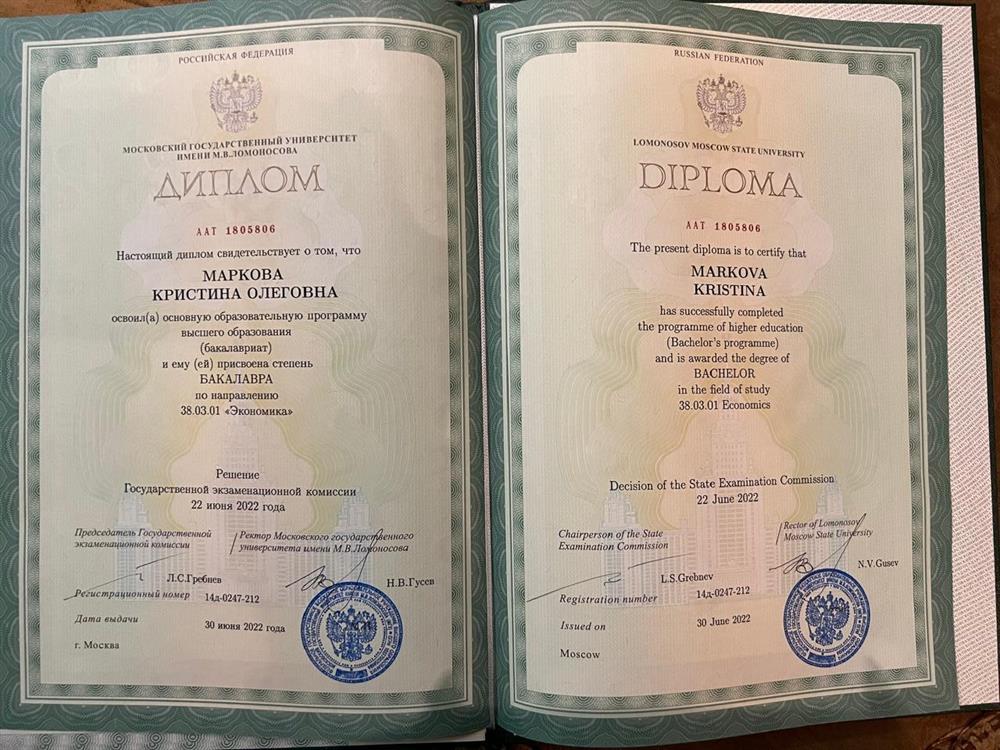 РОССИЙСКАЯ ФЕДЕРАЦИЯ
МОСКОВСКИЙ ГОСУДАРСТВЕННЫЙ УНИВЕРСИТЕТ
ИМЕНИ М.В.ЛОМОНОСОВА
ДИПЛОМ
ААТ 1805806
Настоящий диплом свидетельствует о том, что
МАРКОВА
КРИСТИНА ОЛЕГОВНА
освоил(а) основную образовательную программу
высшего образования
(бакалавриат)
и ему (ей) присвоена степень
БАКАЛАВРА
по направлению
38.03.01 «Экономика»
Решение
Государственной экзаменационной комиссии
22 июня 2022 года
Председатель Государственной
экзаменационной комиссии
Ректор Московского государственного
университета имени М.В.Ломоносова
Л.С.Гребнев
Н.В.Гусев
Регистрационный номер 14д-0247-212
Дата выдачи 30 июня 2022 года
г. Москва
RUSSIAN FEDERATION
LOMONOSOV MOSCOW STATE UNIVERSITY
DIPLOMA
ААТ 1805806
The present diploma is to certify that
MARKOVA
KRISTINA
has successfully completed
the programme of higher education
(Bachelor's programme)
and is awarded the degree of
BACHELOR
in the field of study
38.03.01 Economics
Decision of the State Examination Commission
22 June 2022
Chairperson of the State
Examination Commission
Rector of Lomonosov
Moscow State University
L.S.Grebnev
N.V.Gusev
Registration number 14д-0247-212
Issued on 30 June 2022
Moscow